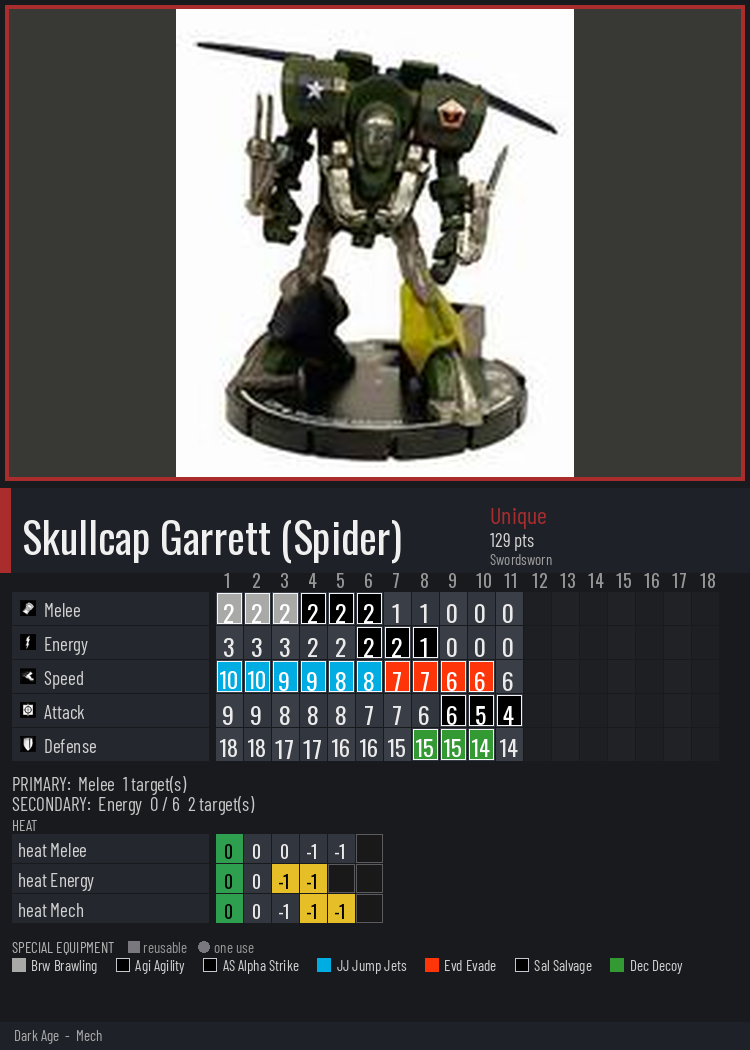 Skullcap Garrett (Spider)
Unique
129 pts
Swordsworn
1 2 3 4 5 6 7 8 9 10 11 12 13 14 15 16 17 18
Melee 2 2 2 2 2 2 1 1 0 0 0
Energy 3 3 3 2 2 2 2 1 0 0 0
Speed 10 10 9 9 8 8 7 7 6 6 6
Attack 9 9 8 8 8 7 7 6 6 5 4
Defense 18 18 17 17 16 16 15 15 15 14 14
PRIMARY: Melee 1 target(s)
SECONDARY: Energy 0 / 6 2 target(s)
HEAT
heat Melee 0 0 0 -1 -1
heat Energy 0 0 -1 -1
heat Mech 0 0 -1 -1 -1
SPECIAL EQUIPMENT reusable one use
Brw Brawling Agi Agility AS Alpha Strike JJ Jump Jets Evd Evade Sal Salvage Dec Decoy
Dark Age - Mech